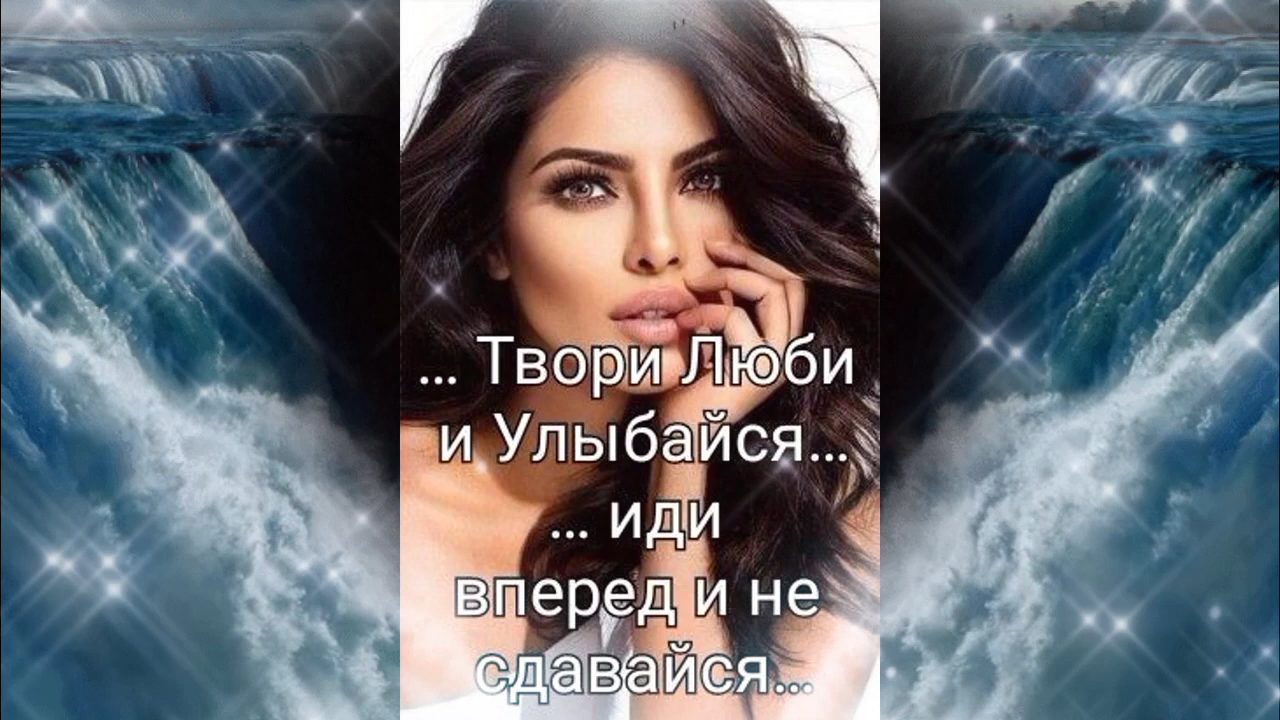 ... Твори Люби
и Улыбайся...
... иди
вперед и не
сдавайся...